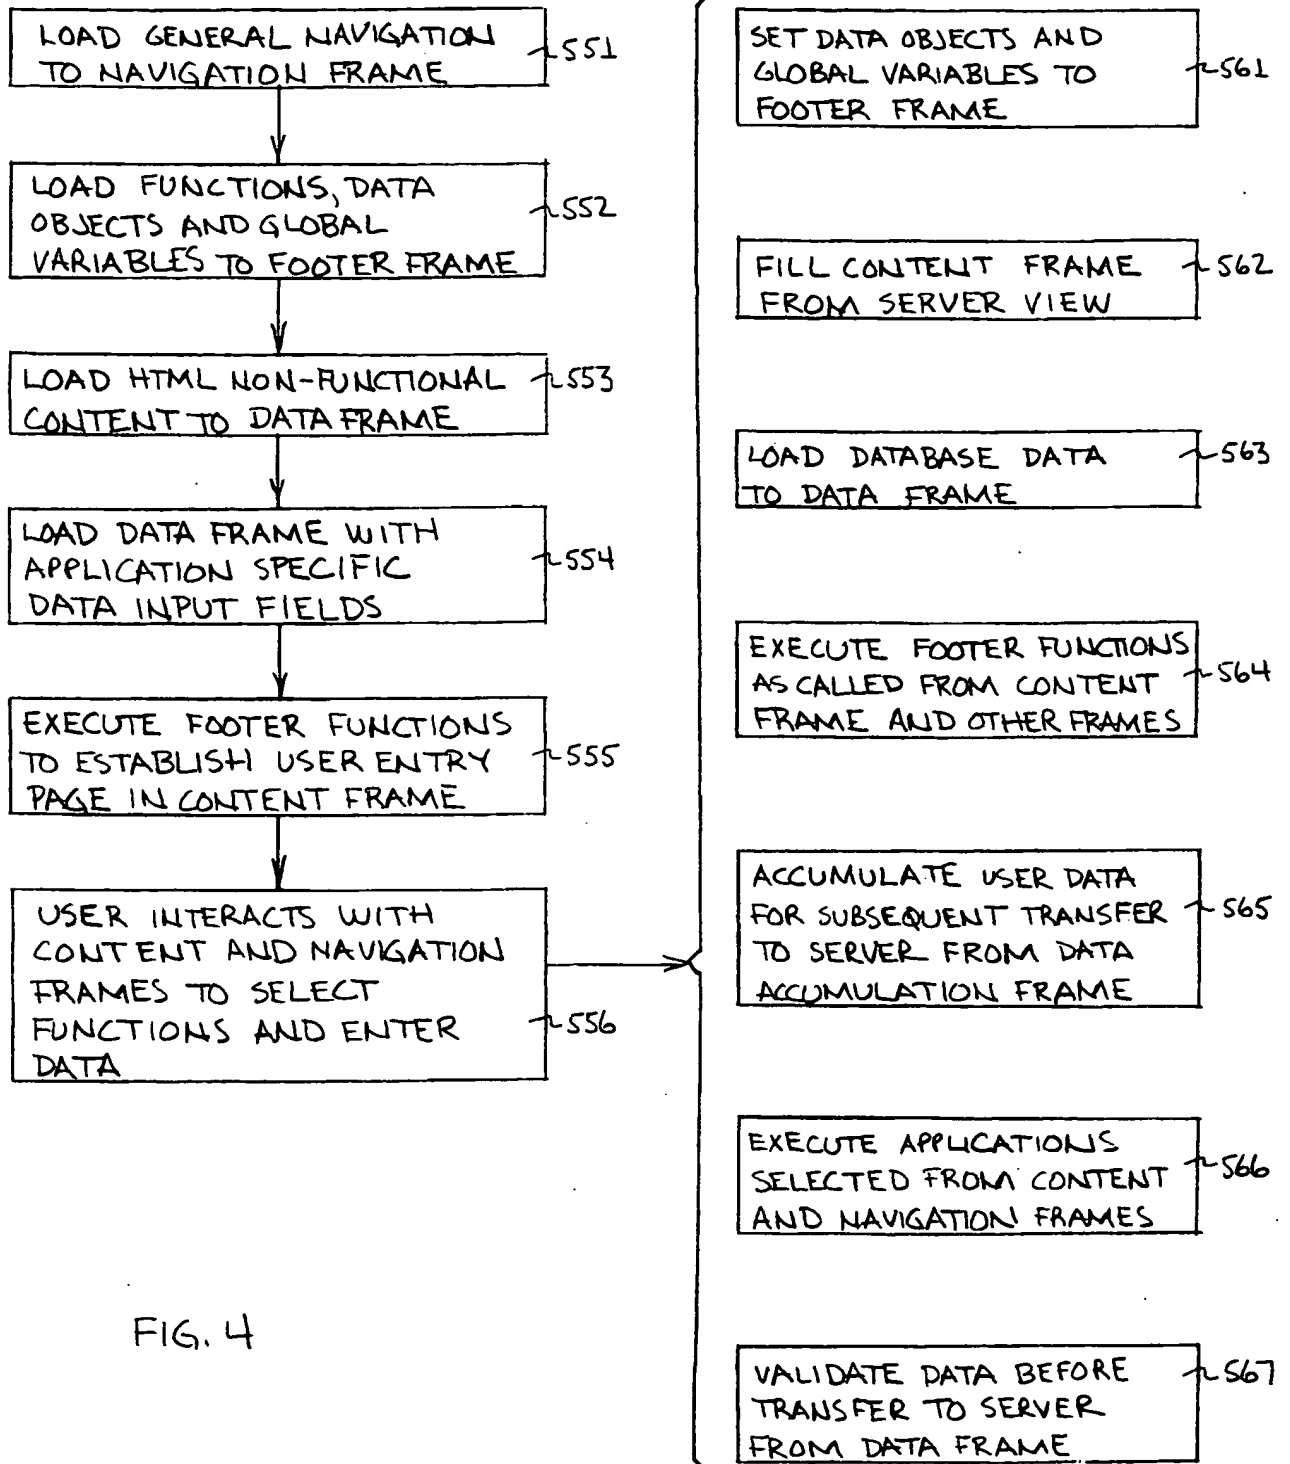 LOAD GENERAL NAVIGATION
TO NAVIGATION FRAME
551
LOAD FUNCTIONS, DATA
OBJECTS AND GLOBAL
VARIABLES TO FOOTER FRAME
552
LOAD HTML NON-FUNCTIONAL
CONTENT TO DATA FRAME
553
LOAD DATA FRAME WITH
APPLICATION SPECIFIC
DATA INPUT FIELDS
554
EXECUTE FOOTER FUNCTIONS
TO ESTABLISH USER ENTRY
PAGE IN CONTENT FRAME
555
USER INTERACTS WITH
CONTENT AND NAVIGATION
FRAMES TO SELECT
FUNCTIONS AND ENTER
DATA
556
SET DATA OBJECTS AND
GLOBAL VARIABLES TO
FOOTER FRAME
561
FILL CONTENT FRAME
FROM SERVER VIEW
562
LOAD DATABASE DATA
TO DATA FRAME
563
EXECUTE FOOTER FUNCTIONS
AS CALLED FROM CONTENT
FRAME AND OTHER FRAMES
564
ACCUMULATE USER DATA
FOR SUBSEQUENT TRANSFER
TO SERVER FROM DATA
ACCUMULATION FRAME
565
EXECUTE APPLICATIONS
SELECTED FROM CONTENT
AND NAVIGATION FRAMES
566
VALIDATE DATA BEFORE
TRANSFER TO SERVER
FROM DATA FRAME
567
FIG. 4